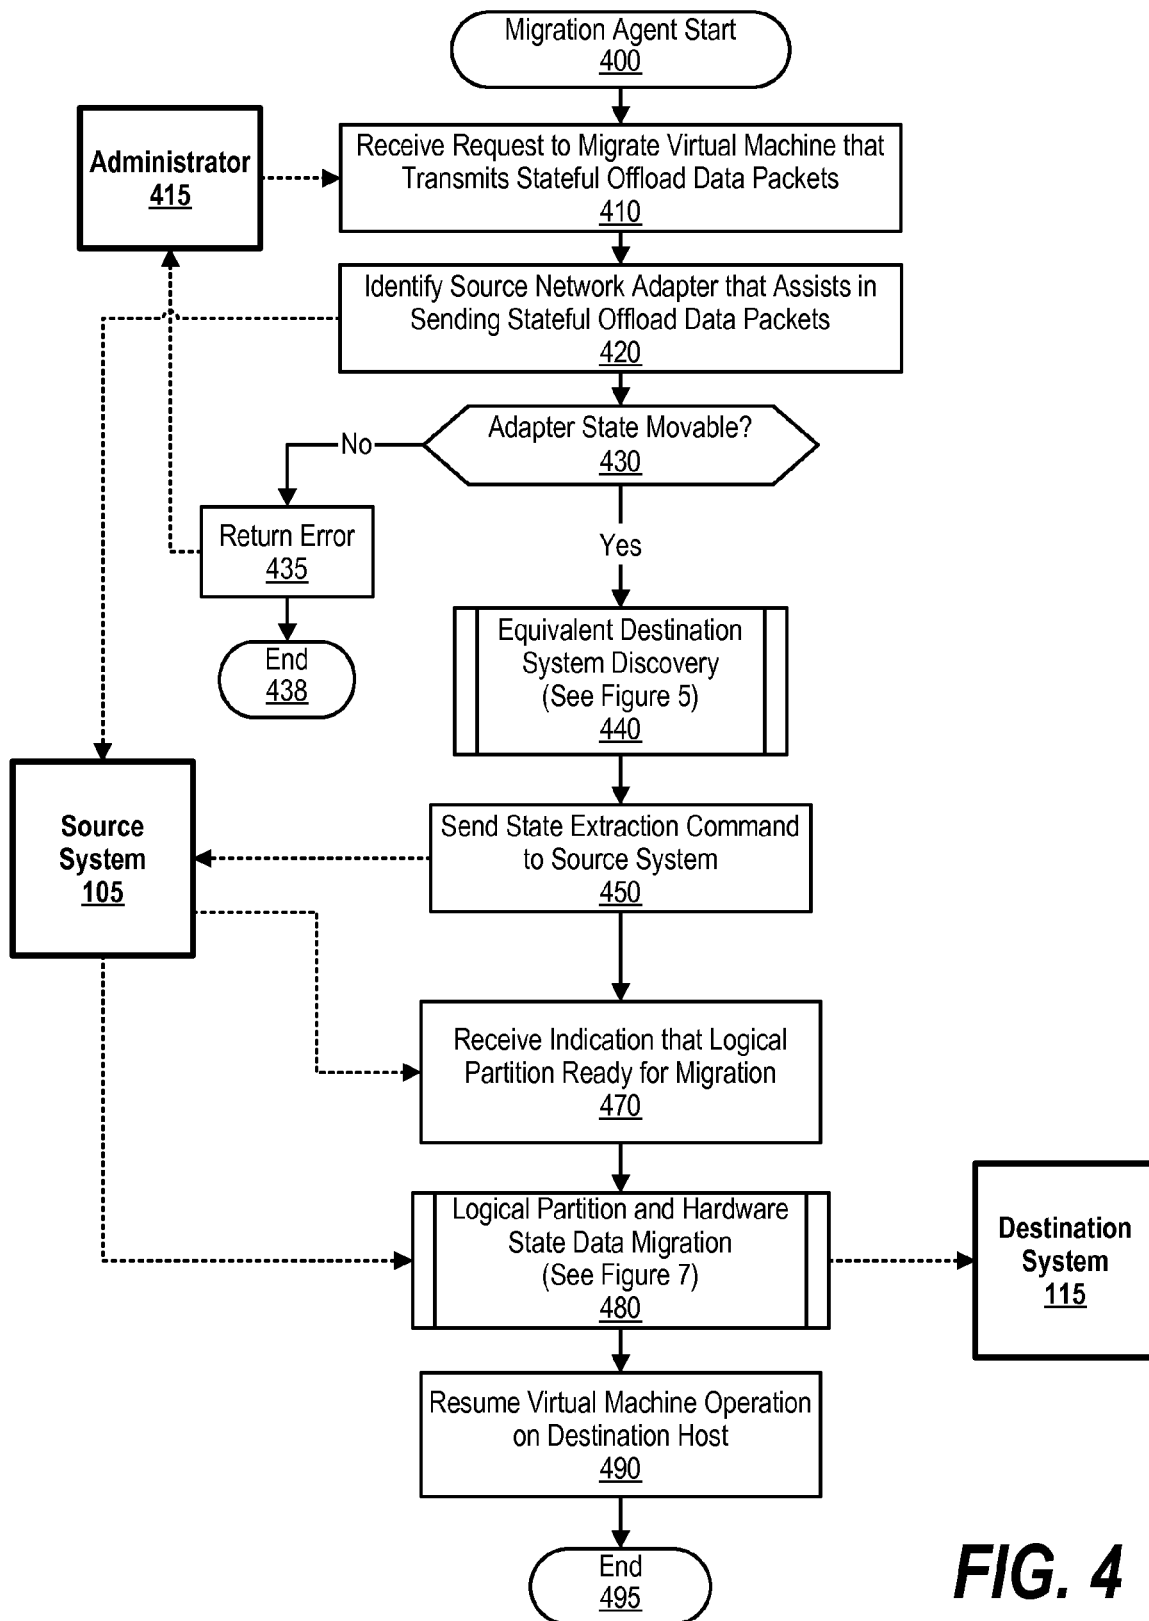 Migration Agent Start
400
Administrator
415
Receive Request to Migrate Virtual Machine that
Transmits Stateful Offload Data Packets
410
Identify Source Network Adapter that Assists in
Sending Stateful Offload Data Packets
420
Adapter State Movable?
430
No
Return Error
435
End
438
Yes
Equivalent Destination
System Discovery
(See Figure 5)
440
Source
System
105
Send State Extraction Command
to Source System
450
Receive Indication that Logical
Partition Ready for Migration
470
Logical Partition and Hardware
State Data Migration
(See Figure 7)
480
Destination
System
115
Resume Virtual Machine Operation
on Destination Host
490
End
495
FIG. 4